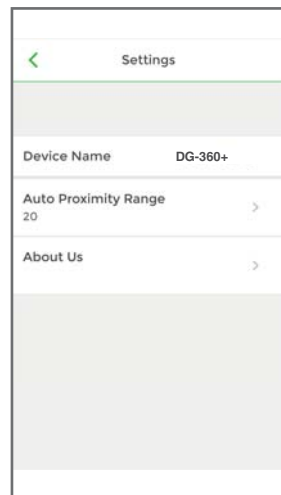 Settings
Device Name DG-360+
Auto Proximity Range
20
About Us